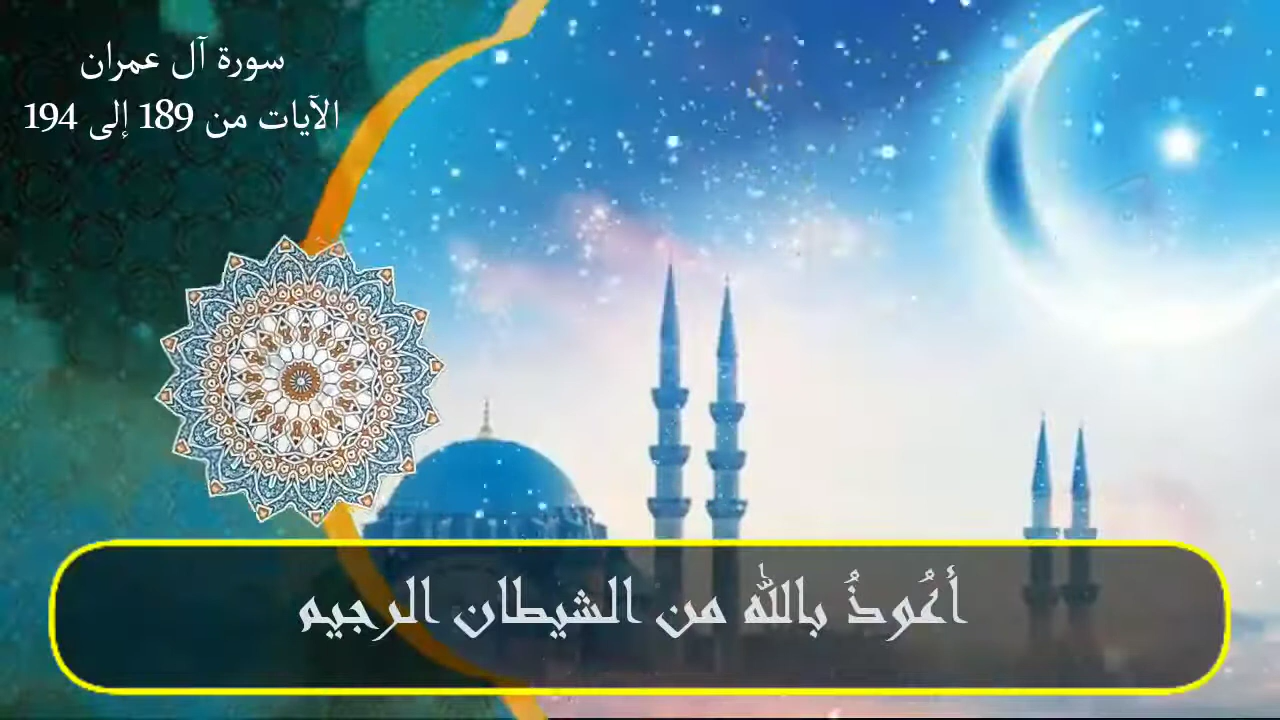 سورة آل عمران
الآيات من 189 إلى 194
أعُوذُ بالله من الشيطان الرجيم